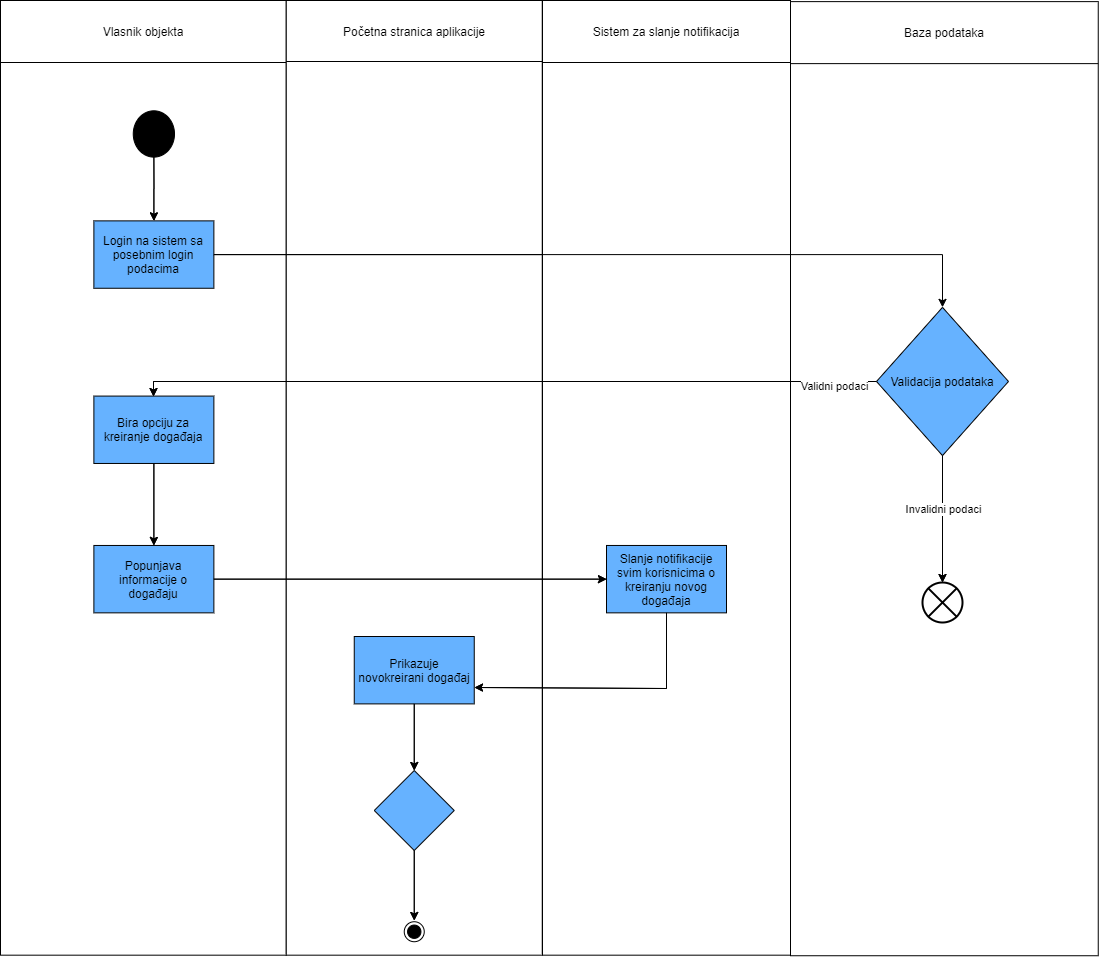 Vlasnik objekta
Početna stranica aplikacije
Sistem za slanje notifikacija
Baza podataka
Login na sistem sa
posebnim login
podacima
Validacija podataka
Validni podaci
Bira opciju za
kreiranje događaja
Invalidni podaci
Popunjava
informacije o
događaju
Slanje notifikacije
svim korisnicima o
kreiranju novog
događaja
Prikazuje
novokreirani događaj